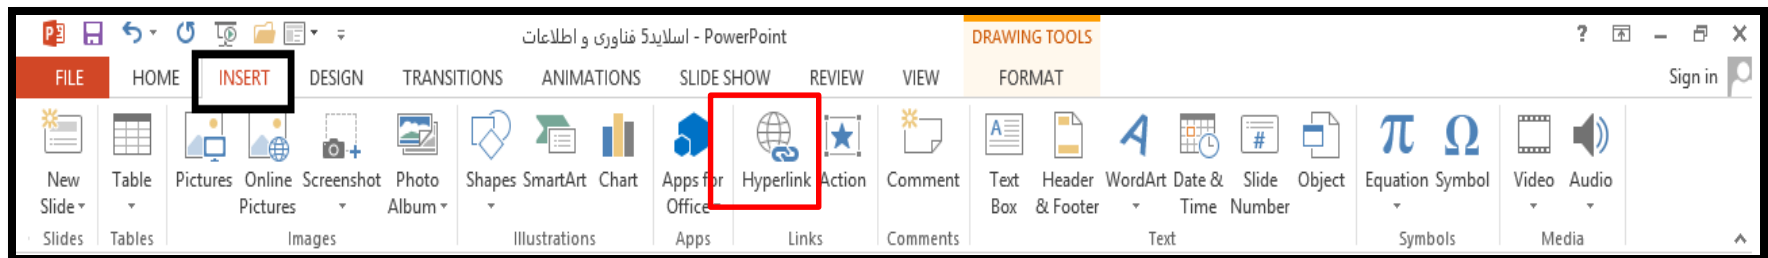 اسلاید5 فناوری و اطلاعات - PowerPoint
DRAWING TOOLS
?
FILE HOME INSERT DESIGN TRANSITIONS ANIMATIONS SLIDE SHOW REVIEW VIEW FORMAT Sign in
New Slide
Table
Pictures
Online Pictures
Screenshot
Photo Album
Shapes
SmartArt
Chart
Apps for Office
Hyperlink
Action
Comment
Text Box
Header & Footer
WordArt
Date & Time
Slide Number
Object
Equation
Symbol
Video
Audio
Slides Tables Images Illustrations Apps Links Comments Text Symbols Media